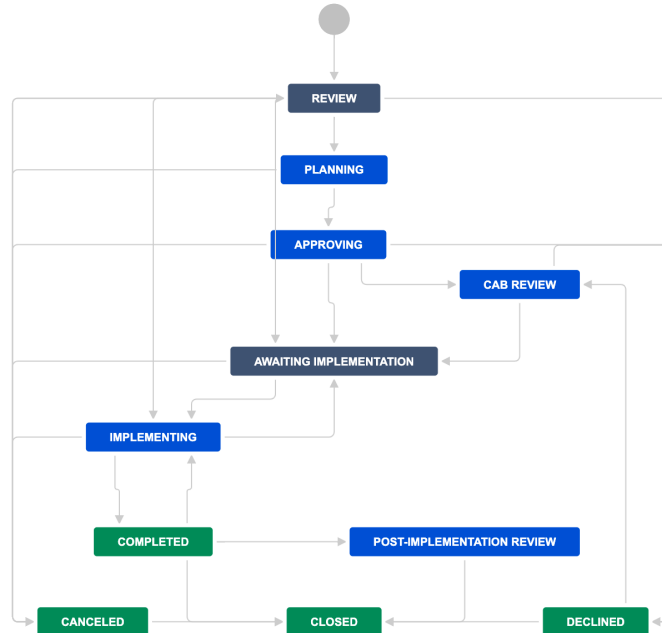 REVIEW
PLANNING
APPROVING
CAB REVIEW
AWAITING IMPLEMENTATION
IMPLEMENTING
COMPLETED
POST-IMPLEMENTATION REVIEW
CANCELED
CLOSED
DECLINED